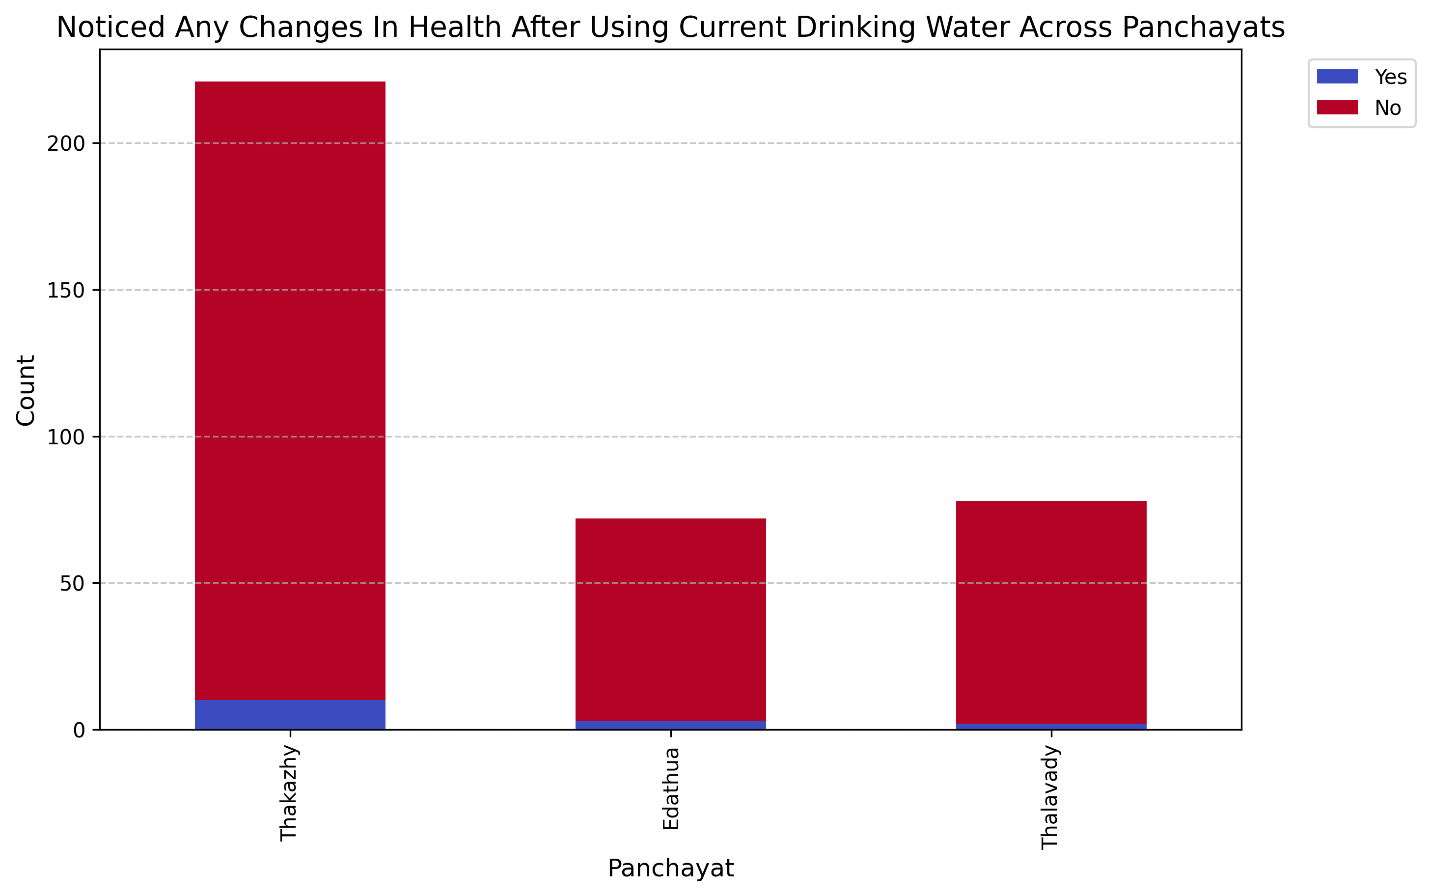 Noticed Any Changes In Health After Using Current Drinking Water Across Panchayats
Yes
No
200
150
100
50
0
Count
Thakazhy
Edathua
Thalavady
Panchayat